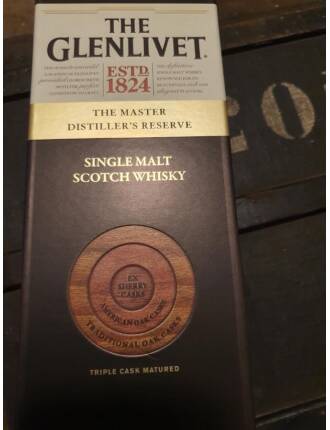 THE
GLENLIVET
ESTD
1824
THE MASTER
DISTILLER'S RESERVE
SINGLE MALT
SCOTCH WHISKY
EX
SHERRY
CASKS
AMERICAN OAK CASKS
TRADITIONAL OAK CASKS
TRIPLE CASK MATURED